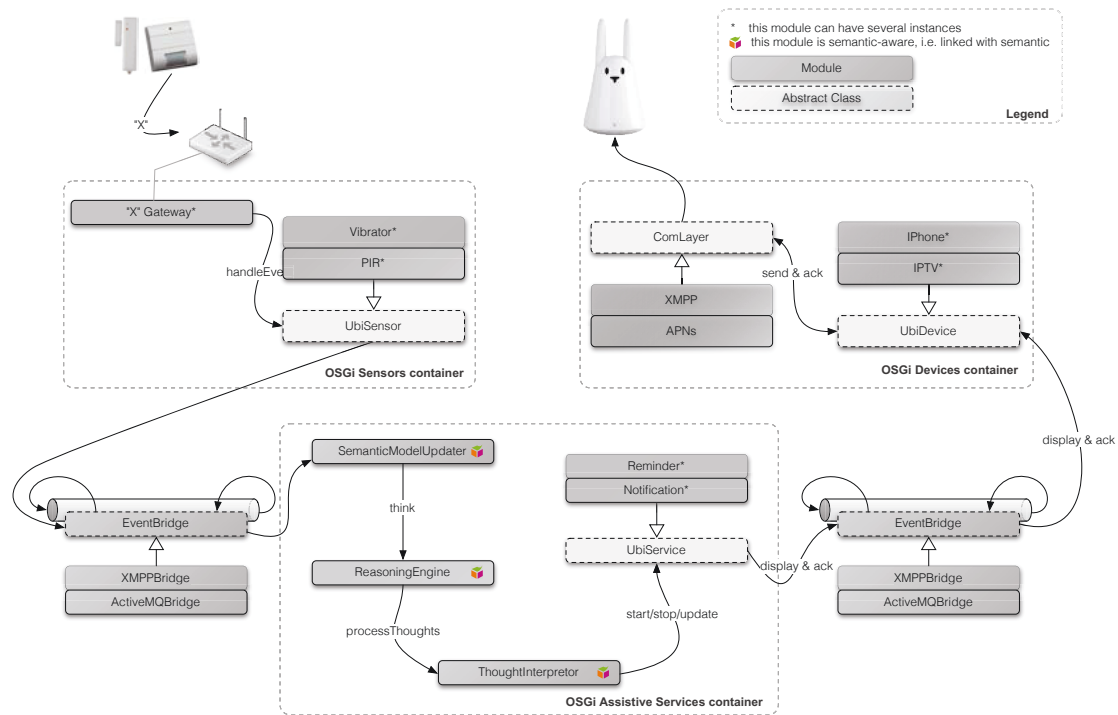 * this module can have several instances
this module is semantic-aware, i.e. linked with semantic
Module
Abstract Class
Legend
"X"
"X" Gateway*
Vibrator*
PIR*
handleEve
UbiSensor
OSGi Sensors container
ComLayer
IPhone*
IPTV*
send & ack
XMPP
APNs
UbiDevice
OSGi Devices container
display & ack
SemanticModelUpdater
Reminder*
Notification*
think
EventBridge
UbiService
EventBridge
display & ack
ReasoningEngine
XMPPBridge
ActiveMQBridge
XMPPBridge
ActiveMQBridge
start/stop/update
processThoughts
ThoughtInterpretor
OSGi Assistive Services container